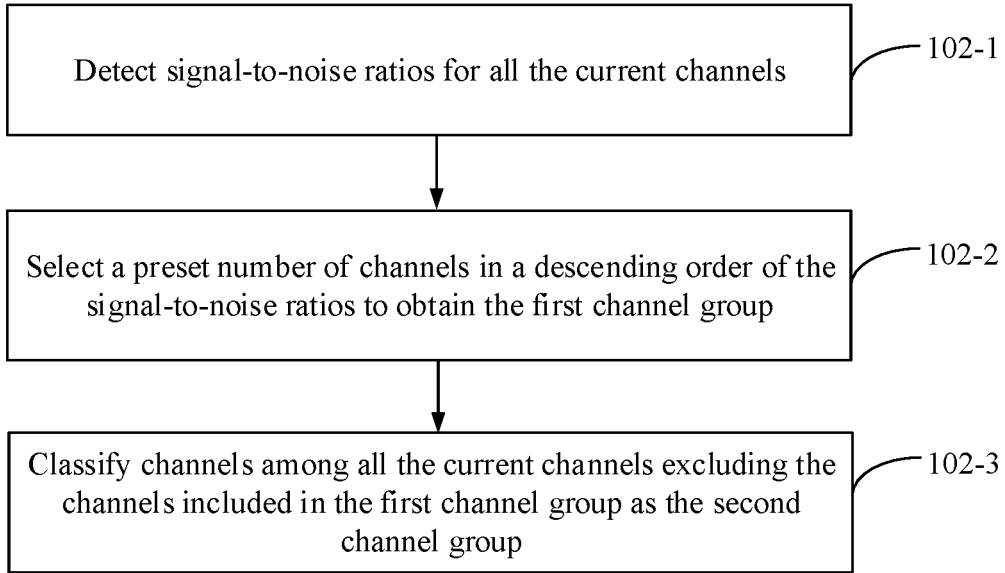 Detect signal-to-noise ratios for all the current channels
102-1
Select a preset number of channels in a descending order of the
signal-to-noise ratios to obtain the first channel group
102-2
Classify channels among all the current channels excluding the
channels included in the first channel group as the second
channel group
102-3